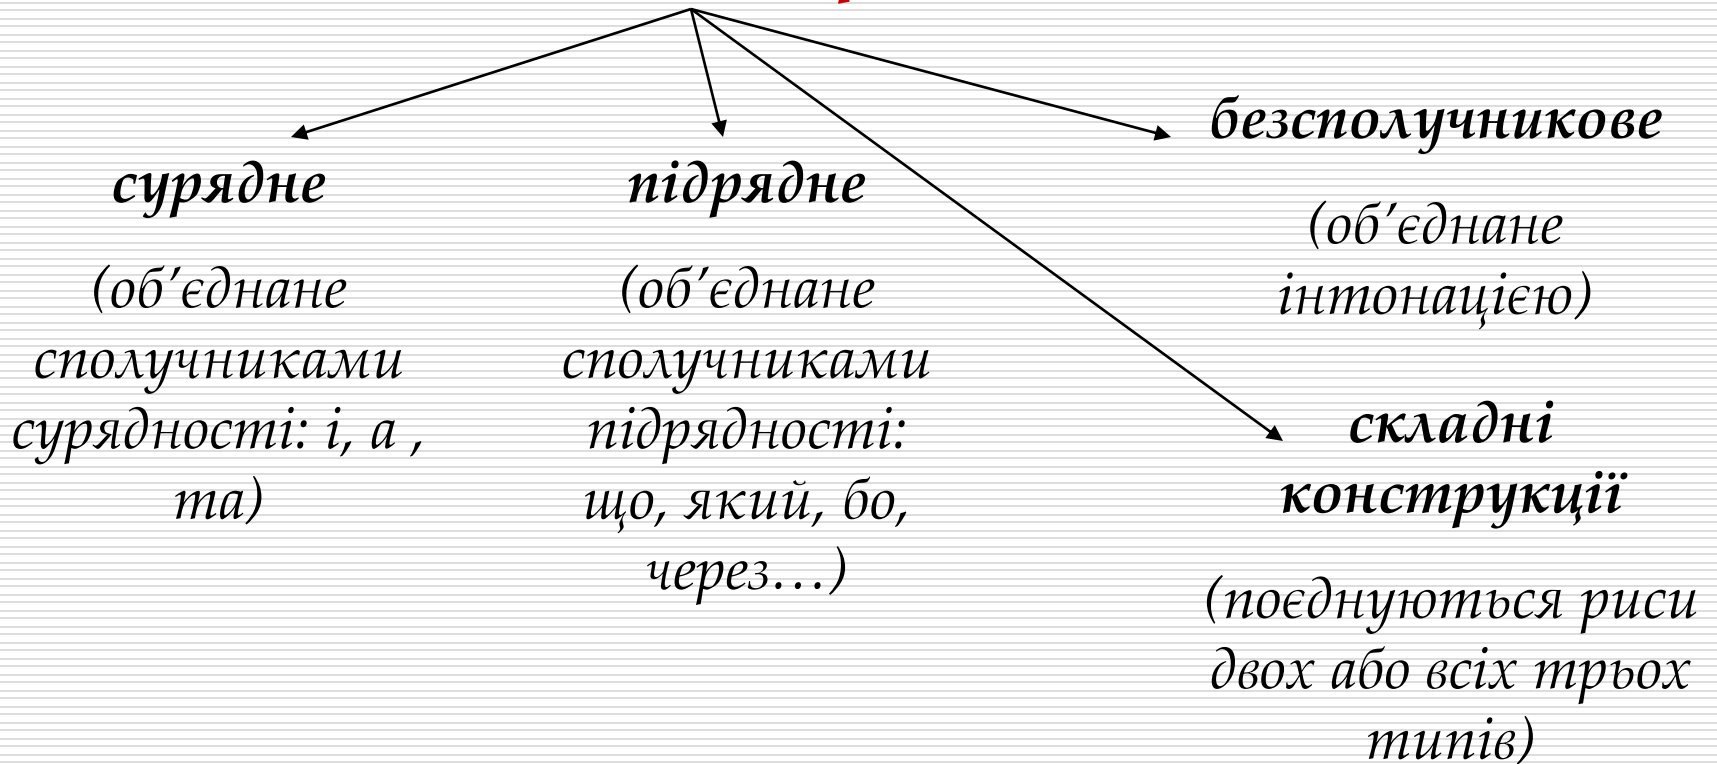 сурядне
(об’єднане
сполучниками
сурядності: і, а ,
та)
підрядне
(об’єднане
сполучниками
підрядності:
що, який, бо,
через…)
безсполучникове
(об’єднане
інтонацією)
складні
конструкції
(поєднуються риси
двох або всіх трьох
типів)